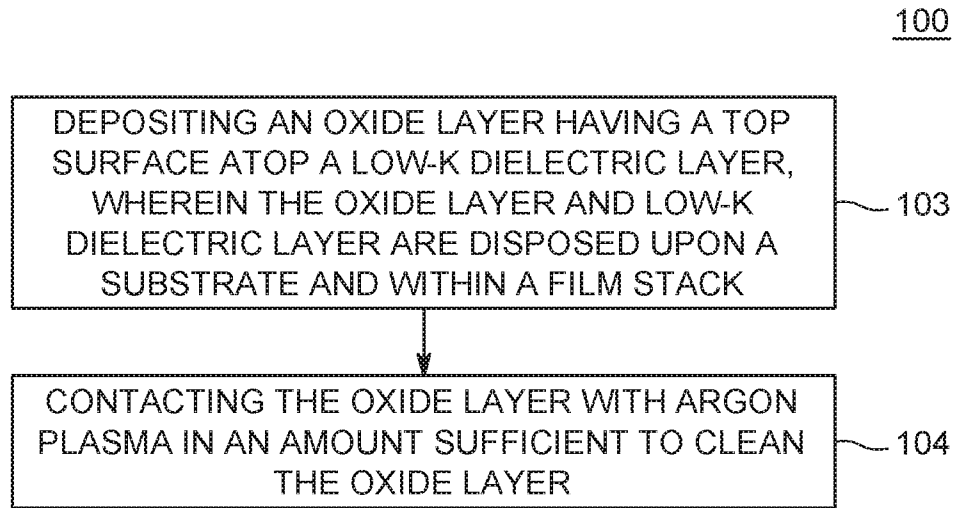 100
DEPOSITING AN OXIDE LAYER HAVING A TOP
SURFACE ATOP A LOW-K DIELECTRIC LAYER,
WHEREIN THE OXIDE LAYER AND LOW-K
DIELECTRIC LAYER ARE DISPOSED UPON A
SUBSTRATE AND WITHIN A FILM STACK
103
CONTACTING THE OXIDE LAYER WITH ARGON
PLASMA IN AN AMOUNT SUFFICIENT TO CLEAN
THE OXIDE LAYER
104